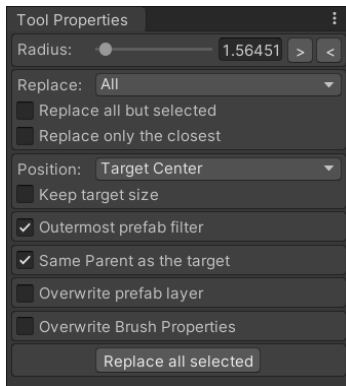 Tool Properties
Radius: 1.56451 > <
Replace: All
Replace all but selected
Replace only the closest
Position: Target Center
Keep target size
Outermost prefab filter
Same Parent as the target
Overwrite prefab layer
Overwrite Brush Properties
Replace all selected